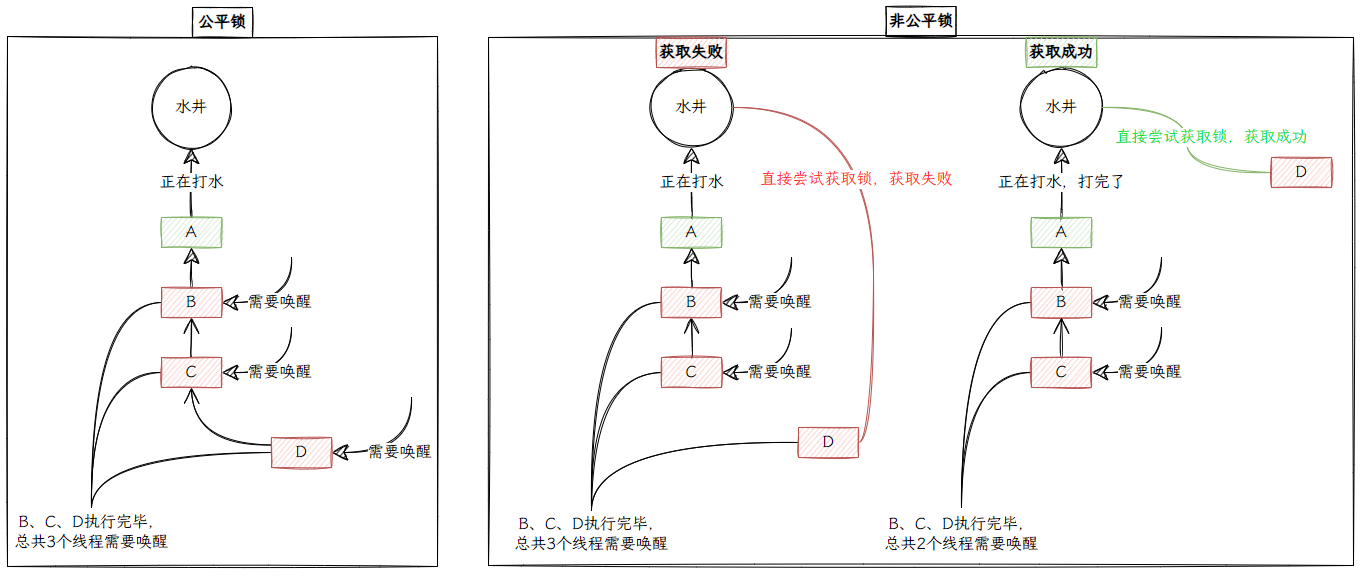 公平锁
水井
正在打水
A
B
需要唤醒
C
需要唤醒
D
需要唤醒
B、C、D执行完毕，
总共3个线程需要唤醒
非公平锁
获取失败
水井
直接尝试获取锁，获取失败
正在打水
A
B
需要唤醒
C
需要唤醒
D
B、C、D执行完毕，
总共3个线程需要唤醒
获取成功
水井
直接尝试获取锁，获取成功
D
正在打水，打完了
A
B
需要唤醒
C
需要唤醒
B、C、D执行完毕，
总共2个线程需要唤醒